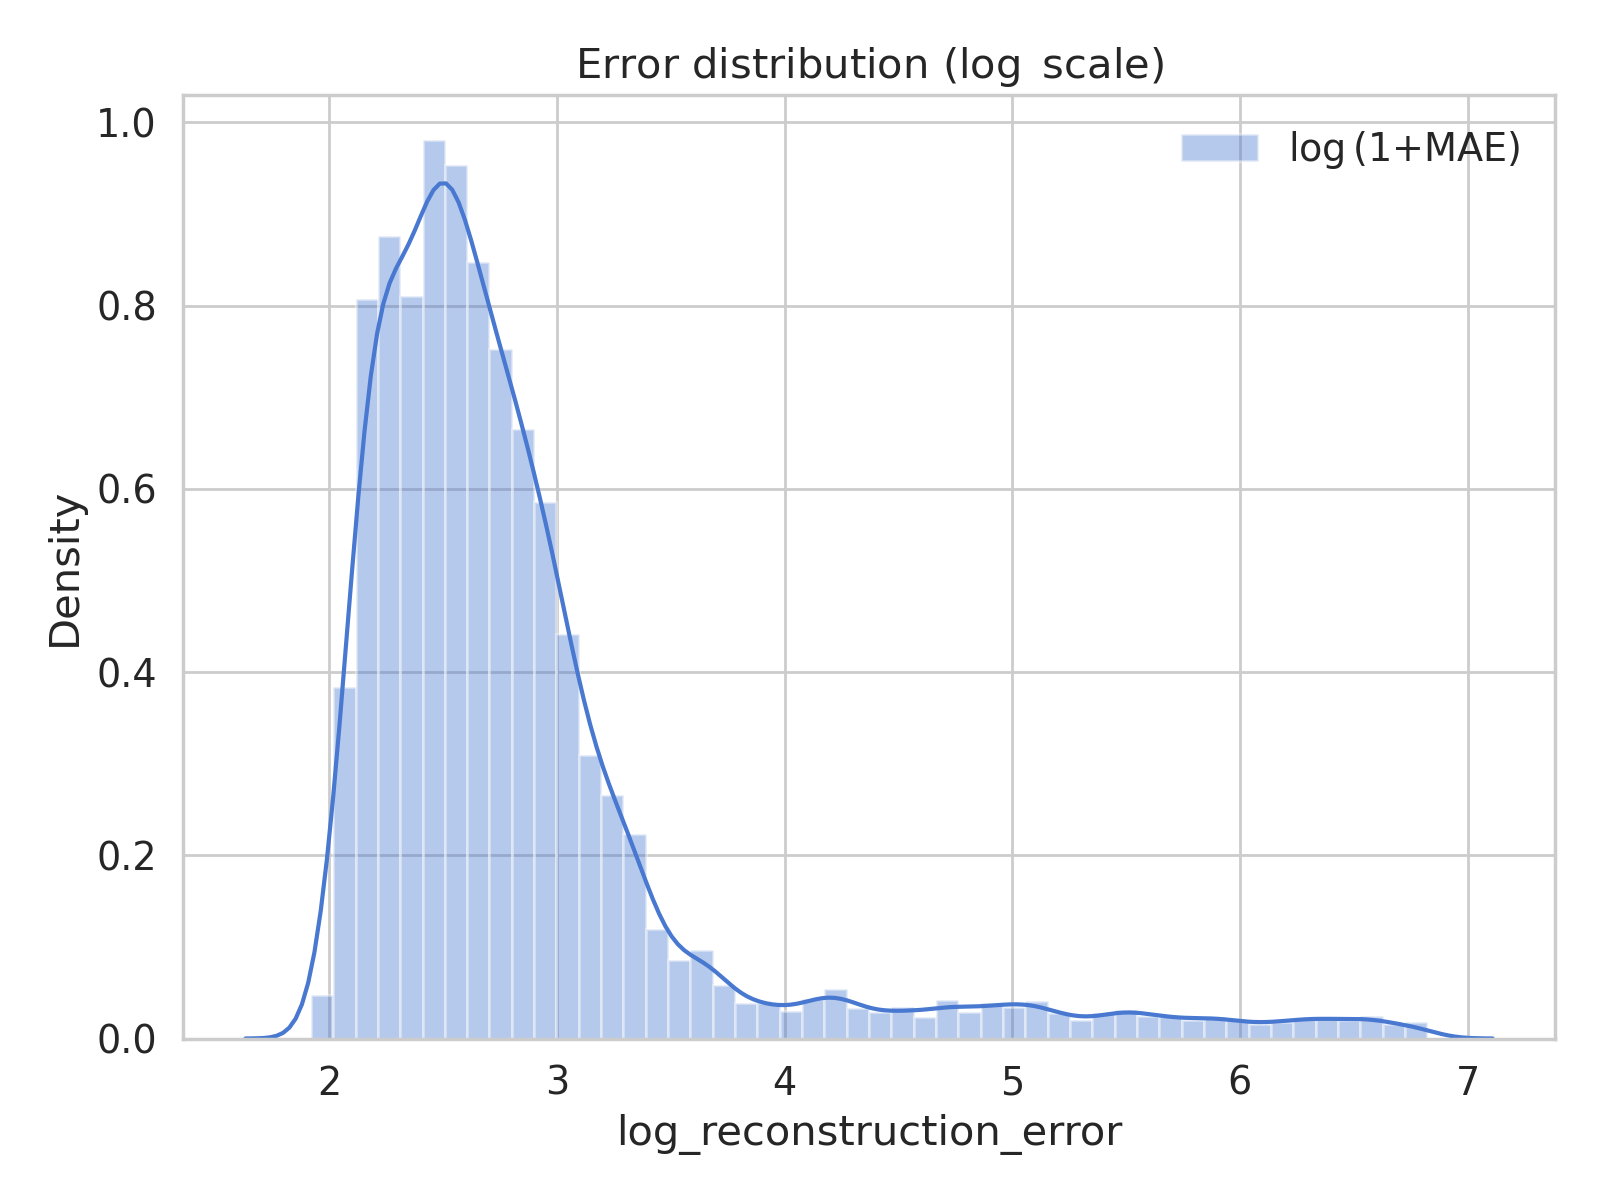 Error distribution (log scale)
log (1+MAE)
Density
1.0
0.8
0.6
0.4
0.2
0.0
2 3 4 5 6 7
log_reconstruction_error